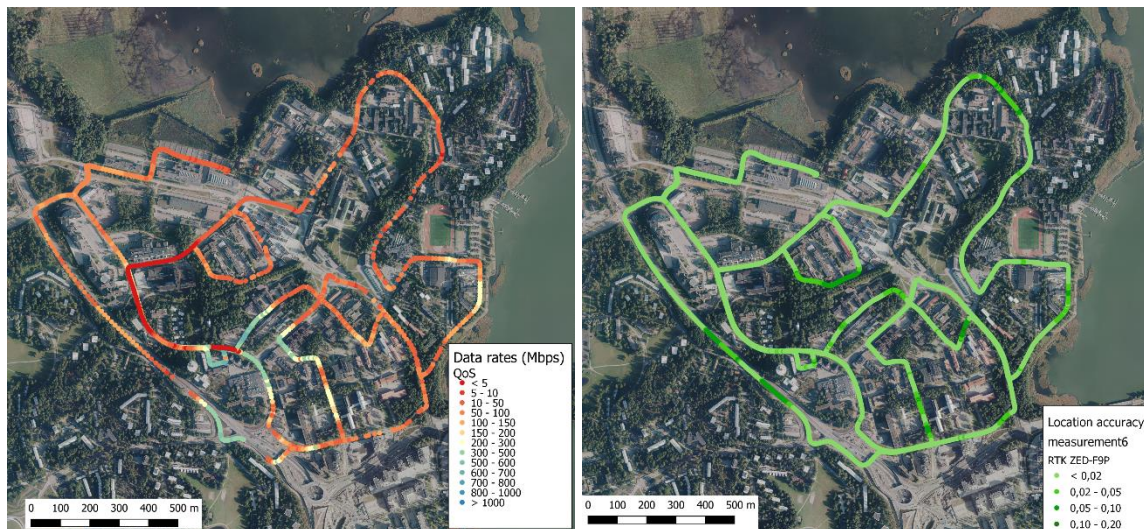 Data rates (Mbps)
QoS
< 5
5 - 10
10 - 50
50 - 100
100 - 150
150 - 200
200 - 300
300 - 500
500 - 600
600 - 700
700 - 800
800 - 1000
> 1000
0 100 200 300 400 500 m
Location accuracy
measurement6
RTK ZED-F9P
< 0,02
0,02 - 0,05
0,05 - 0,10
0,10 - 0,20
0 100 200 300 400 500 m